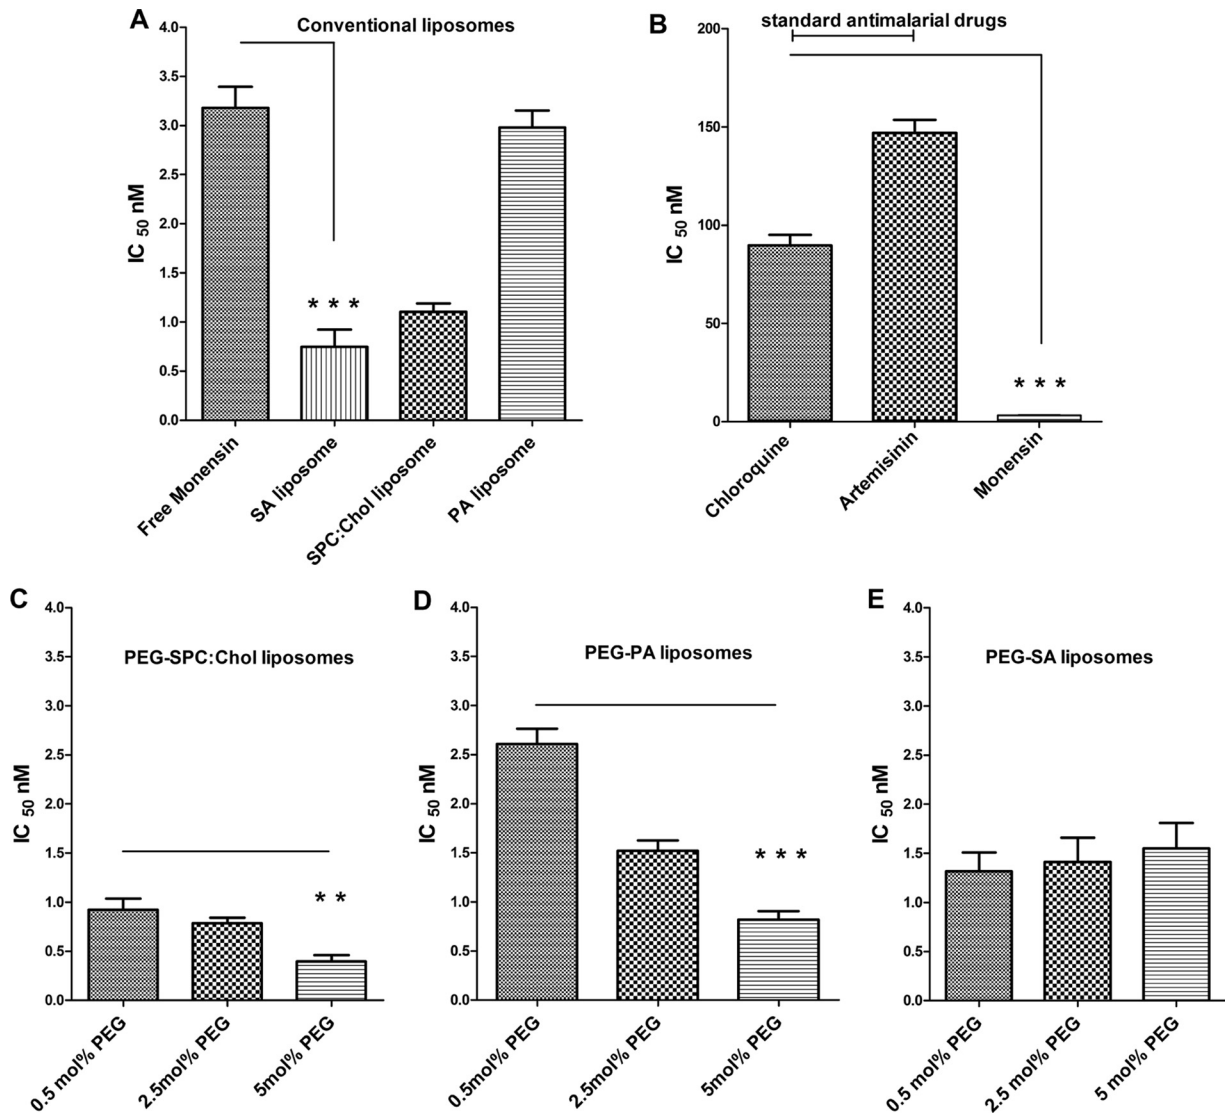 A
Conventional liposomes
IC 50 nM
4.0
3.5
3.0
2.5
2.0
1.5
1.0
0.5
0.0
* * *
Free Monensin
SA liposome
SPC:Chol liposome
PA liposome
B
standard antimalarial drugs
IC 50 nM
200
150
100
50
0
* * *
Chloroquine
Artemisinin
Monensin
C
PEG-SPC:Chol liposomes
IC 50 nM
4.0
3.5
3.0
2.5
2.0
1.5
1.0
0.5
0.0
* *
0.5 mol% PEG
2.5mol% PEG
5mol% PEG
D
PEG-PA liposomes
IC 50 nM
4.0
3.5
3.0
2.5
2.0
1.5
1.0
0.5
0.0
* * *
0.5mol% PEG
2.5mol% PEG
5mol% PEG
E
PEG-SA liposomes
IC 50 nM
4.0
3.5
3.0
2.5
2.0
1.5
1.0
0.5
0.0
0.5 mol% PEG
2.5 mol% PEG
5 mol% PEG